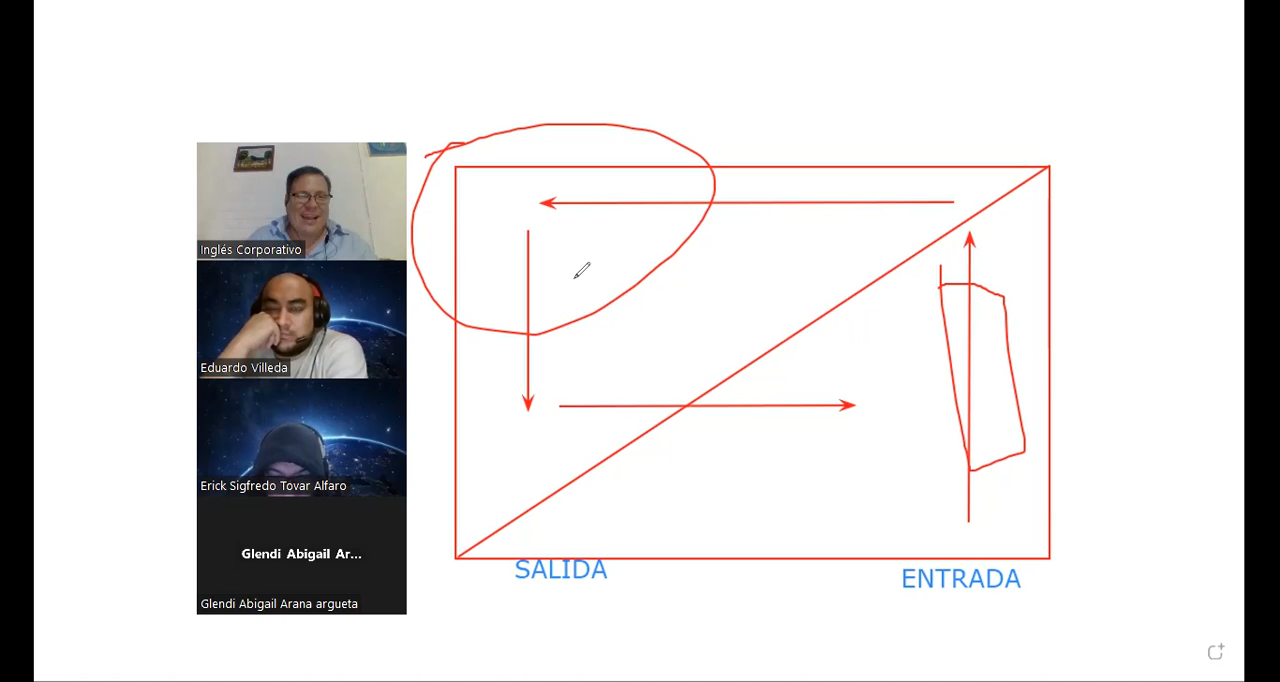 Inglés Corporativo
Eduardo Villeda
Erick Sigfredo Tovar Alfaro
Glendi Abigail Ar...
Glendi Abigail Arana argueta
SALIDA
ENTRADA